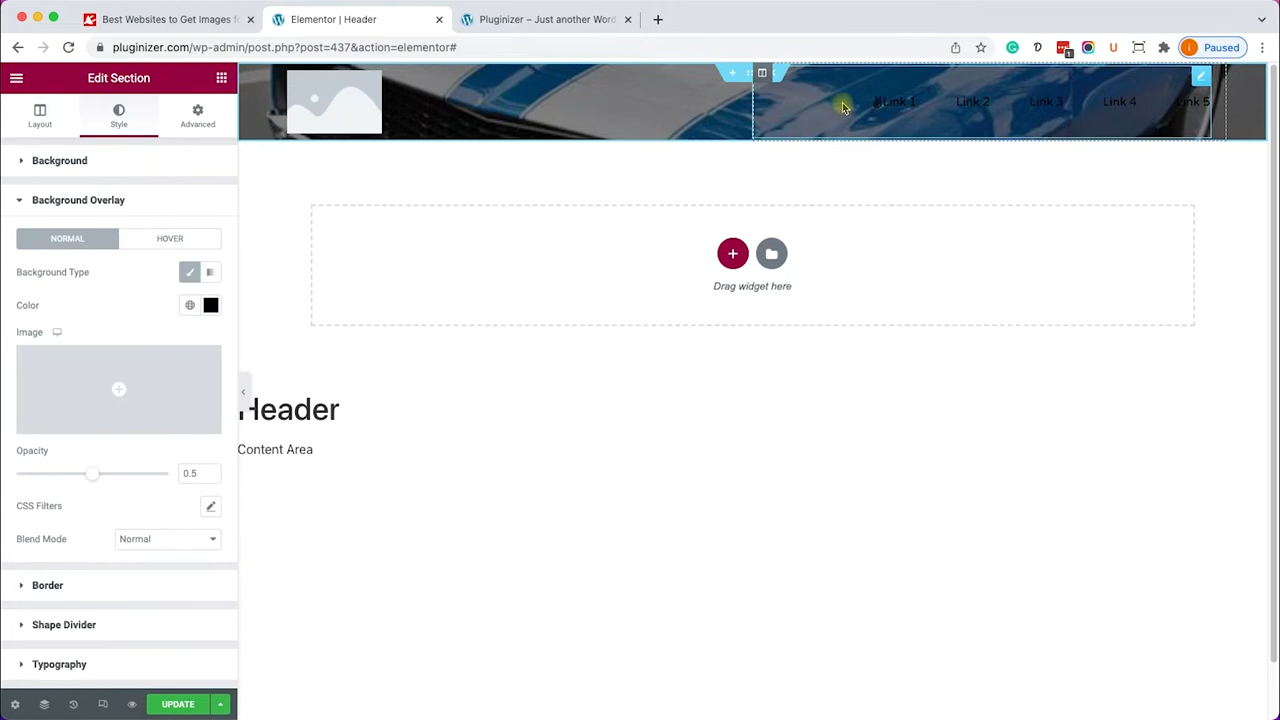 Best Websites to Get Images fo
Elementor | Header
Pluginizer – Just another Word
pluginizer.com/wp-admin/post.php?post=437&action=elementor#
1
i
Paused
Edit Section
Layout
Style
Advanced
Background
Background Overlay
NORMAL
HOVER
Background Type
Color
Image
Opacity
0.5
CSS Filters
Blend Mode
Normal
Border
Shape Divider
Typography
UPDATE
Link 1
Link 2
Link 3
Link 4
Link 5
Drag widget here
Header
Content Area